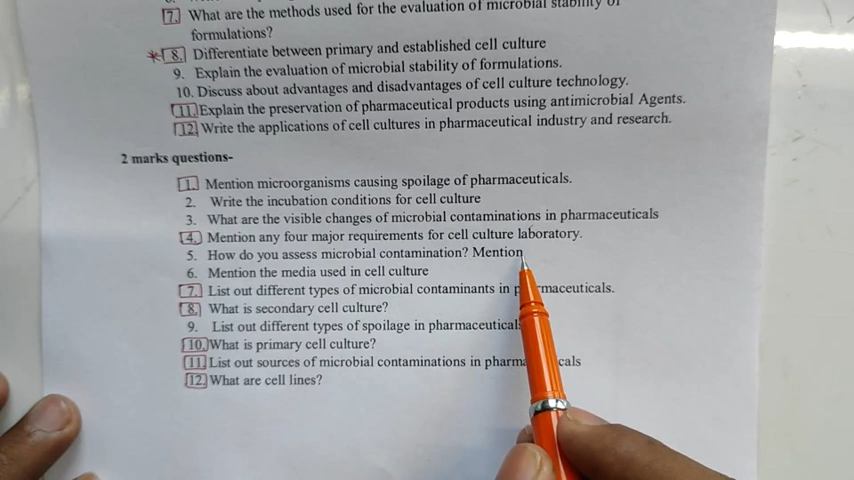 7. What are the methods used for the evaluation of microbial stability of
formulations?
* 8. Differentiate between primary and established cell culture
9. Explain the evaluation of microbial stability of formulations.
10. Discuss about advantages and disadvantages of cell culture technology.
11. Explain the preservation of pharmaceutical products using antimicrobial Agents.
12. Write the applications of cell cultures in pharmaceutical industry and research.
2 marks questions-
1. Mention microorganisms causing spoilage of pharmaceuticals.
2. Write the incubation conditions for cell culture
3. What are the visible changes of microbial contaminations in pharmaceuticals
4. Mention any four major requirements for cell culture laboratory.
5. How do you assess microbial contamination? Mention
6. Mention the media used in cell culture
7. List out different types of microbial contaminants in p rmaceuticals.
8. What is secondary cell culture?
9. List out different types of spoilage in pharmaceutical
10. What is primary cell culture?
11. List out sources of microbial contaminations in pharma cals
12. What are cell lines?